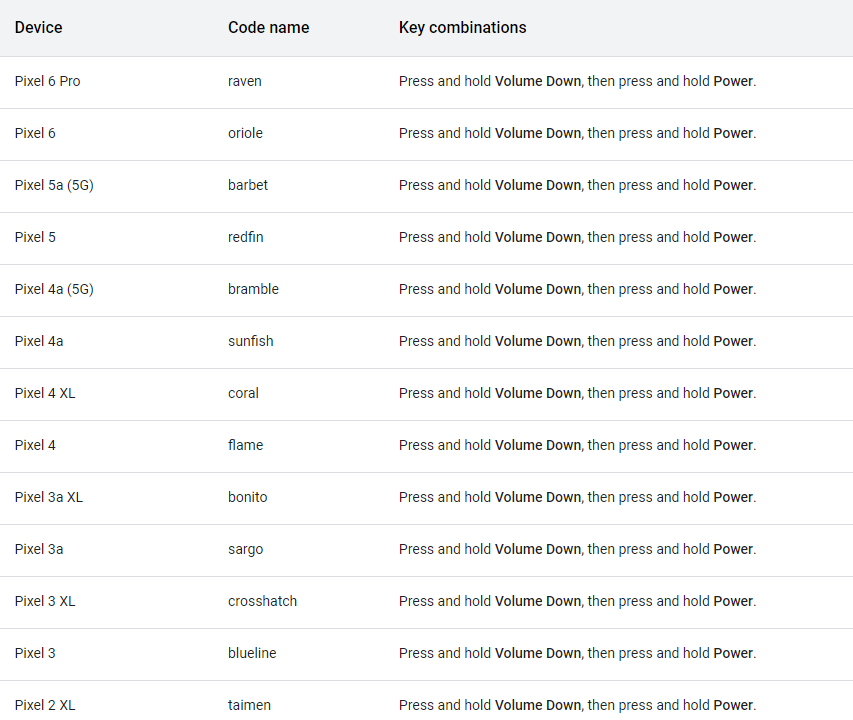 Device Code name Key combinations
Pixel 6 Pro raven Press and hold Volume Down, then press and hold Power.
Pixel 6 oriole Press and hold Volume Down, then press and hold Power.
Pixel 5a (5G) barbet Press and hold Volume Down, then press and hold Power.
Pixel 5 redfin Press and hold Volume Down, then press and hold Power.
Pixel 4a (5G) bramble Press and hold Volume Down, then press and hold Power.
Pixel 4a sunfish Press and hold Volume Down, then press and hold Power.
Pixel 4 XL coral Press and hold Volume Down, then press and hold Power.
Pixel 4 flame Press and hold Volume Down, then press and hold Power.
Pixel 3a XL bonito Press and hold Volume Down, then press and hold Power.
Pixel 3a sargo Press and hold Volume Down, then press and hold Power.
Pixel 3 XL crosshatch Press and hold Volume Down, then press and hold Power.
Pixel 3 blueline Press and hold Volume Down, then press and hold Power.
Pixel 2 XL taimen Press and hold Volume Down, then press and hold Power.